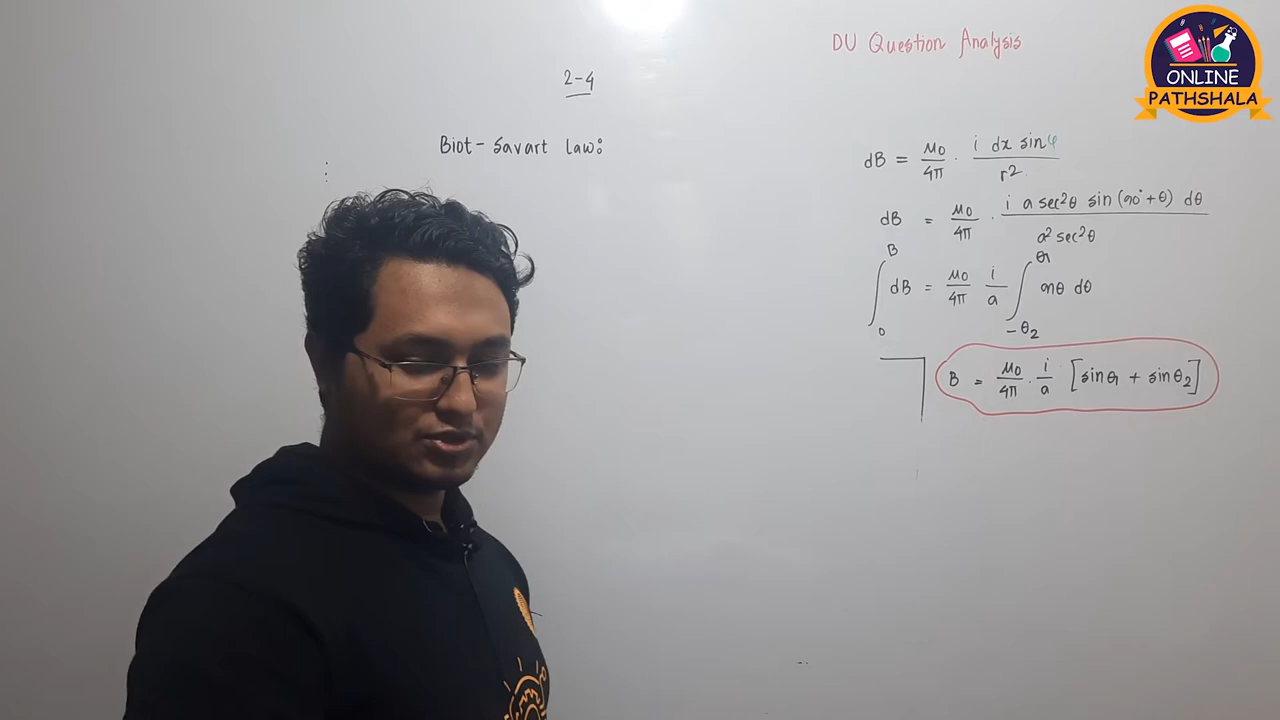 DU Question Analysis
ONLINE
PATHSHALA
2-4
Biot-Savart law:
dB = μ0/4π · i dx sinφ / r²
dB = μ0/4π · i a sec²θ sin (90° + θ) dθ / a² sec²θ
∫₀ᴮ dB = μ0/4π i/a ∫_{-θ2}^{θ1} cosθ dθ
B = μ0/4π · i/a [sinθ1 + sinθ2]